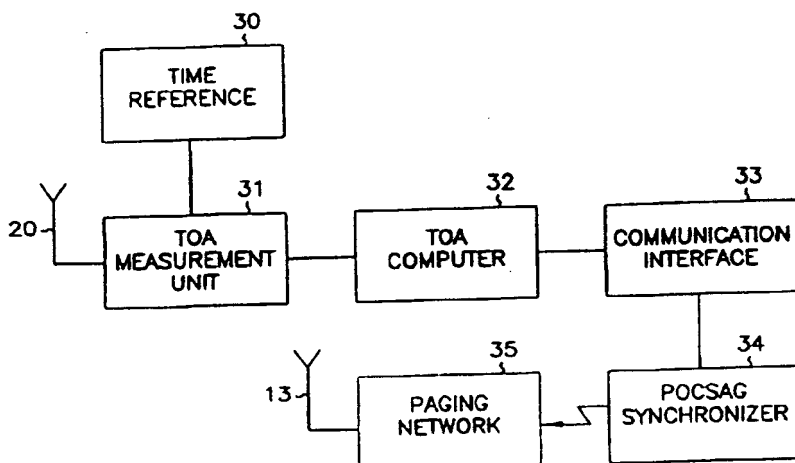 30
TIME
REFERENCE
20
31
TOA
MEASUREMENT
UNIT
32
TOA
COMPUTER
33
COMMUNICATION
INTERFACE
13
35
PAGING
NETWORK
34
POCSAG
SYNCHRONIZER